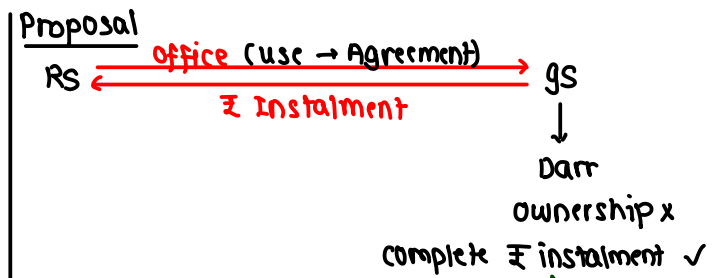 Proposal
office (use → Agreement)
RS
gs
₹ Instalment
Darr
ownership x
complete ₹ instalment ✓